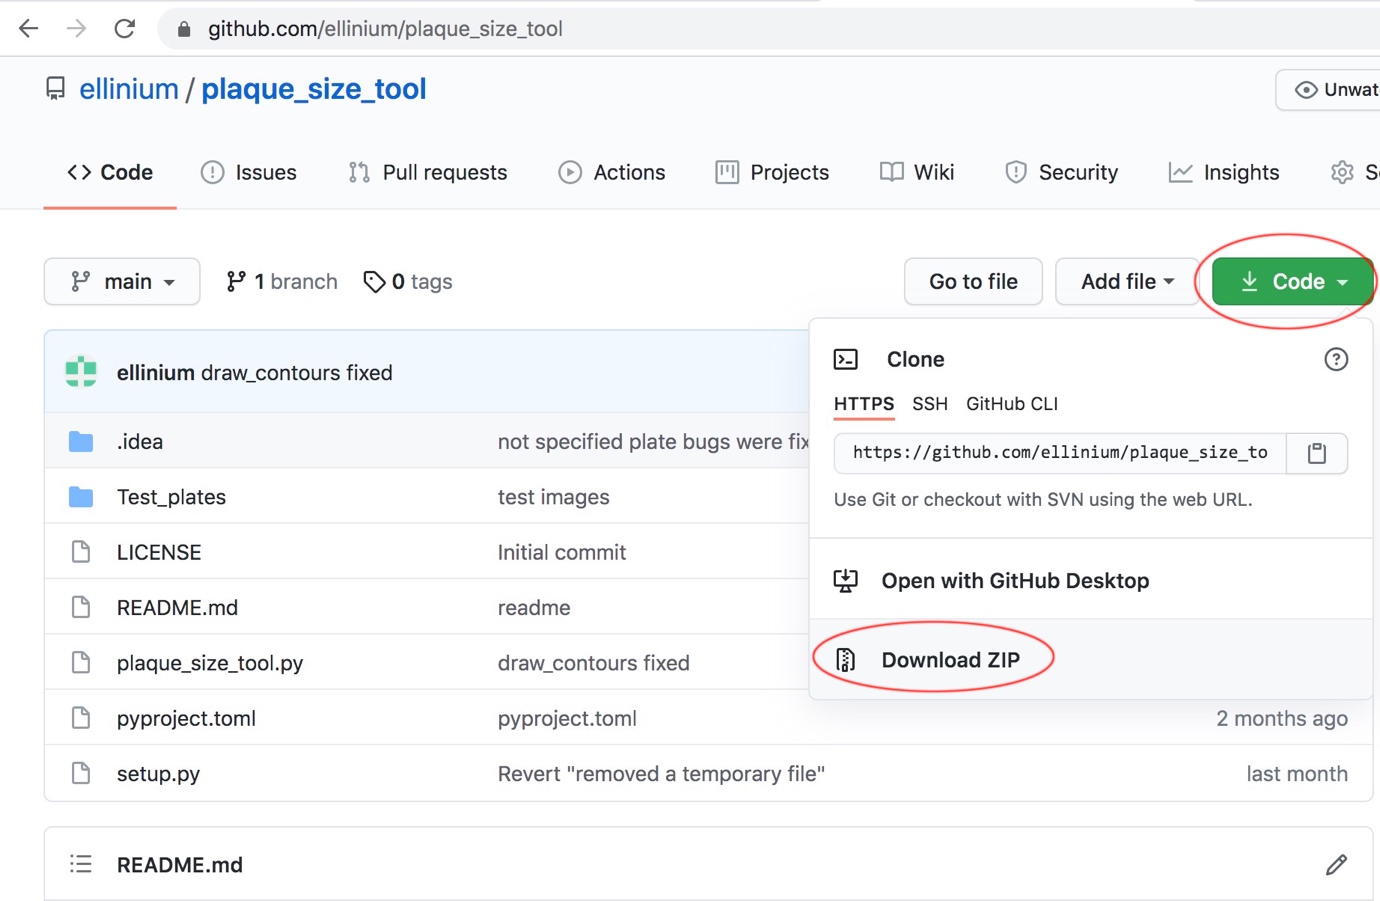 github.com/ellinium/plaque_size_tool
ellinium / plaque_size_tool
Unwat
Code Issues Pull requests Actions Projects Wiki Security Insights S
main 1 branch 0 tags Go to file Add file Code
ellinium draw_contours fixed
Clone
HTTPS SSH GitHub CLI
https://github.com/ellinium/plaque_size_to
Use Git or checkout with SVN using the web URL.
Open with GitHub Desktop
Download ZIP
.idea not specified plate bugs were fix
Test_plates test images
LICENSE Initial commit
README.md readme
plaque_size_tool.py draw_contours fixed
pyproject.toml pyproject.toml 2 months ago
setup.py Revert "removed a temporary file" last month
README.md